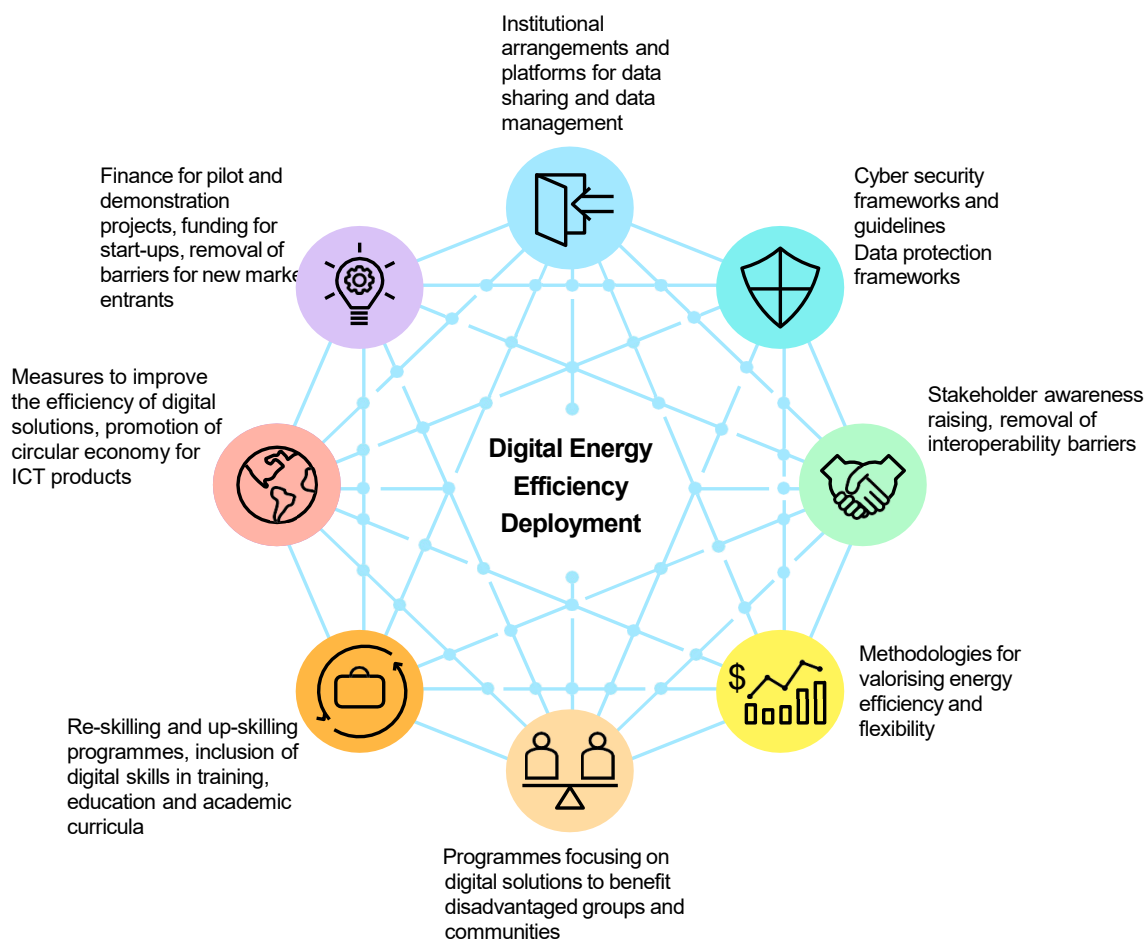 Institutional
arrangements and
platforms for data
sharing and data
management
Finance for pilot and
demonstration
projects, funding for
start-ups, removal of
barriers for new marke
entrants
Cyber security
frameworks and
guidelines
Data protection
frameworks
Measures to improve
the efficiency of digital
solutions, promotion of
circular economy for
ICT products
Stakeholder awareness
raising, removal of
interoperability barriers
Digital Energy
Efficiency
Deployment
$
Methodologies for
valorising energy
efficiency and
flexibility
Re-skilling and up-skilling
programmes, inclusion of
digital skills in training,
education and academic
curricula
Programmes focusing on
digital solutions to benefit
disadvantaged groups and
communities